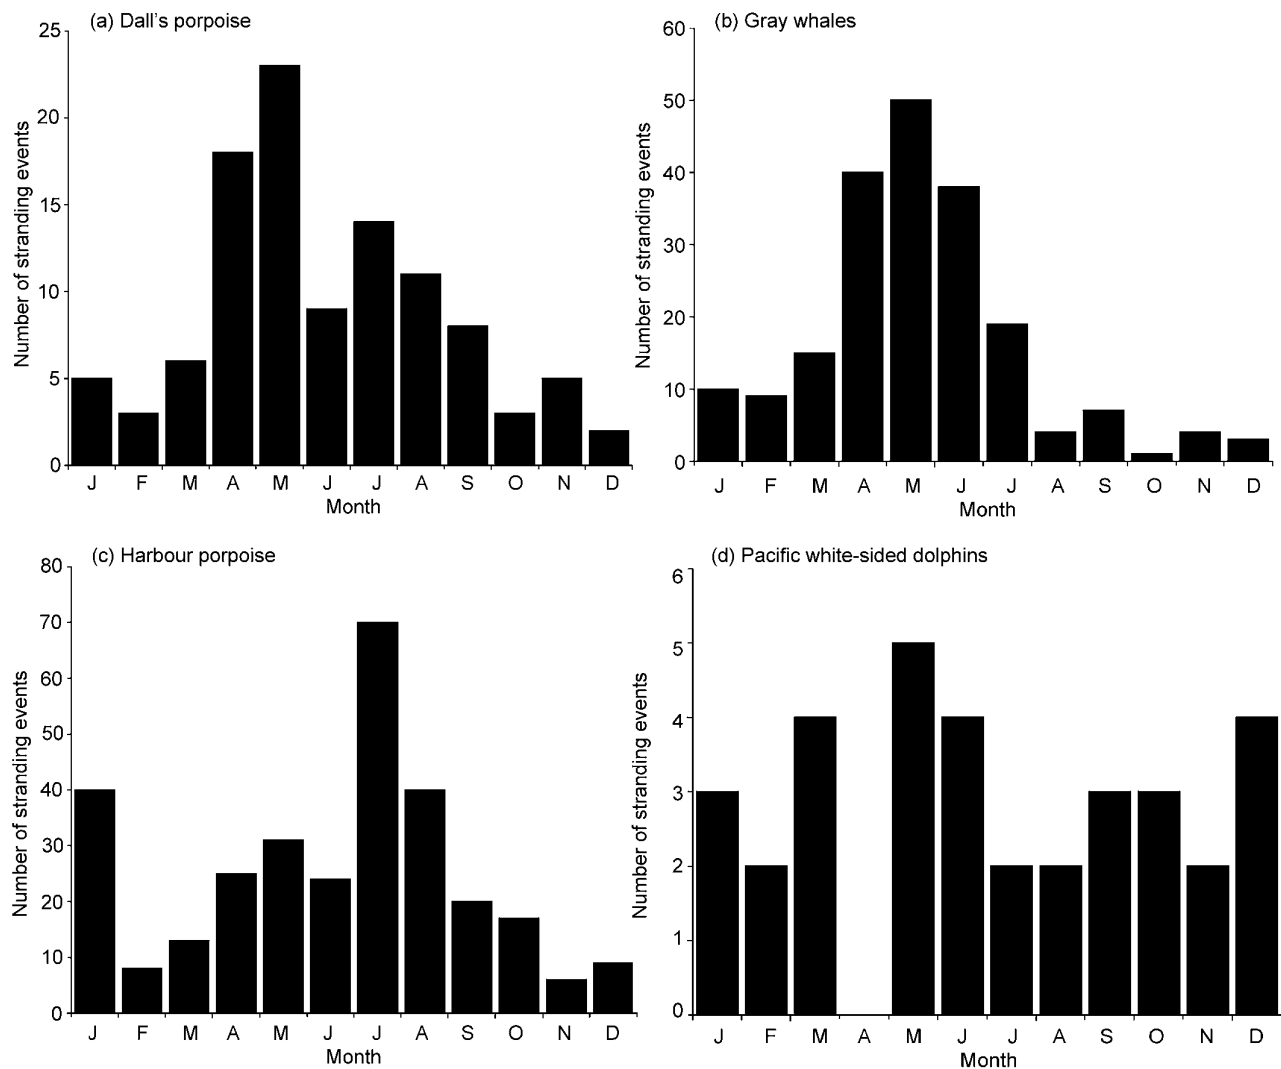 (a) Dall's porpoise
25
20
15
10
5
0
Number of stranding events
J F M A M J J A S O N D
Month
(b) Gray whales
60
50
40
30
20
10
0
Number of stranding events
J F M A M J J A S O N D
Month
(c) Harbour porpoise
80
70
60
50
40
30
20
10
0
Number of stranding events
J F M A M J J A S O N D
Month
(d) Pacific white-sided dolphins
6
5
4
3
2
1
0
Number of stranding events
J F M A M J J A S O N D
Month